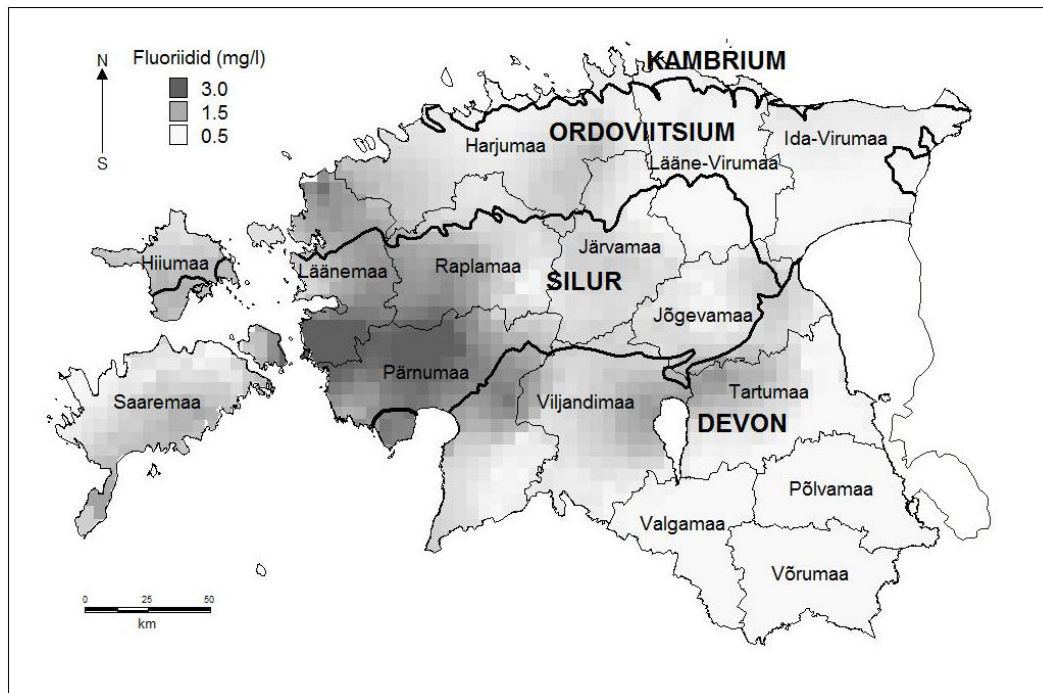 Fluoriidid (mg/l)
3.0
1.5
0.5
N
S
KAMBRIUM
ORDOVIITSIUM
Harjumaa
Lääne-Virumaa
Ida-Virumaa
Hiiumaa
Läänemaa
Raplamaa
Järvamaa
SILUR
Jõgevamaa
Saaremaa
Pärnumaa
Viljandimaa
Tartumaa
DEVON
Põlvamaa
Valgamaa
Võrumaa
0 25 50
km